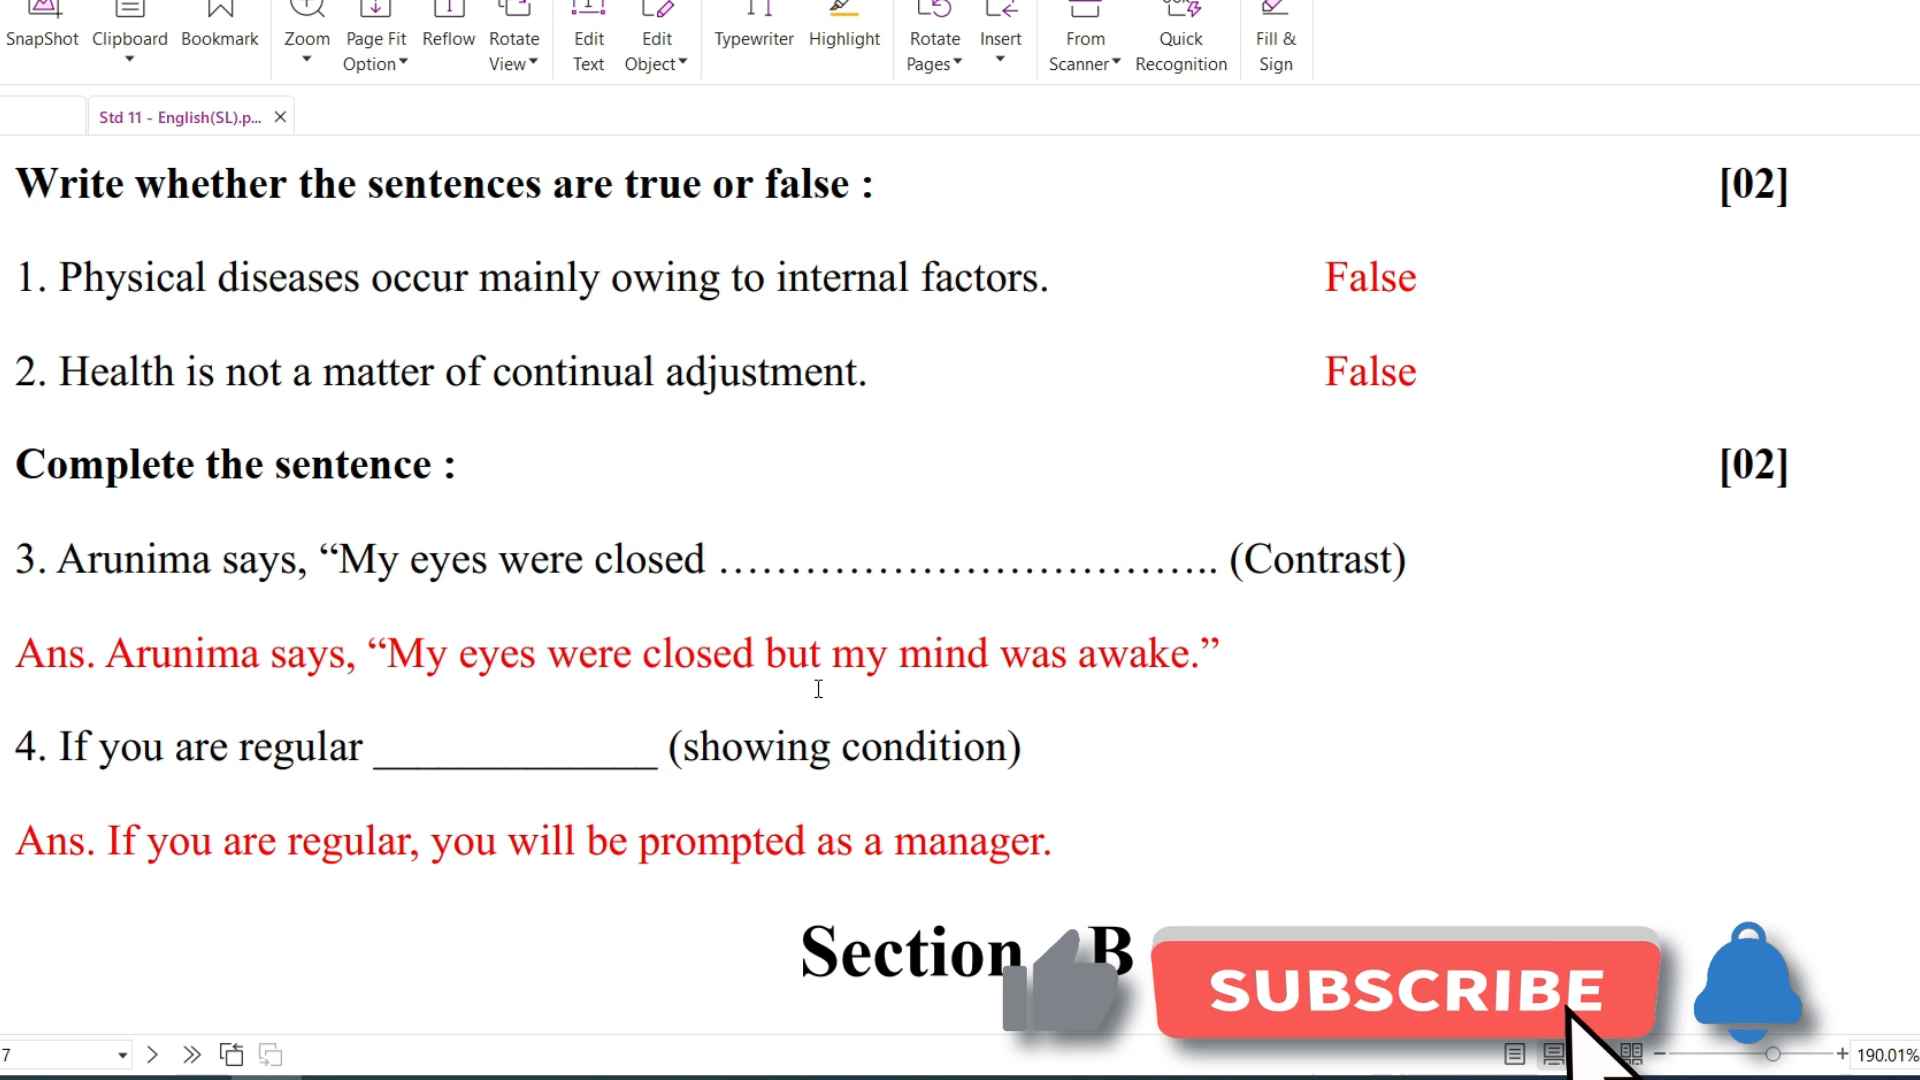 SnapShot Clipboard Bookmark Zoom Page Fit Option Reflow Rotate View Edit Text Edit Object Typewriter Highlight Rotate Pages Insert From Scanner Quick Recognition Fill & Sign
Std 11 - English(SL).p...
Write whether the sentences are true or false : [02]
1. Physical diseases occur mainly owing to internal factors. False
2. Health is not a matter of continual adjustment. False
Complete the sentence : [02]
3. Arunima says, “My eyes were closed …………………………….. (Contrast)
Ans. Arunima says, “My eyes were closed but my mind was awake.”
4. If you are regular _____________ (showing condition)
Ans. If you are regular, you will be prompted as a manager.
Section B
SUBSCRIBE
7 190.01%